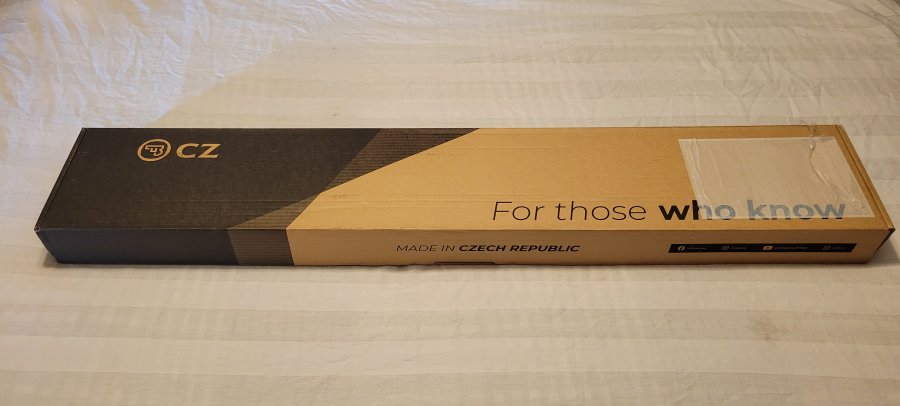 CZ
For those who know
MADE IN CZECH REPUBLIC